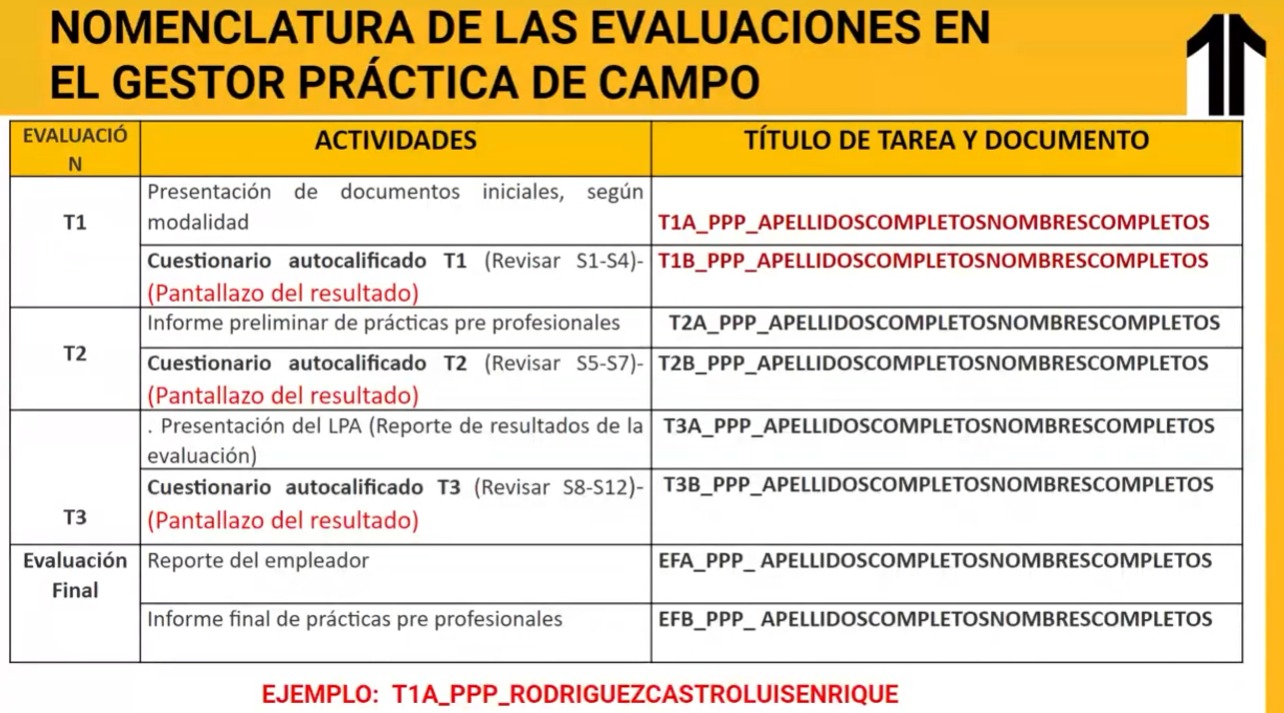 NOMENCLATURA DE LAS EVALUACIONES EN
EL GESTOR PRÁCTICA DE CAMPO
EVALUACIÓ
N
ACTIVIDADES
TÍTULO DE TAREA Y DOCUMENTO
T1
Presentación de documentos iniciales, según
modalidad
T1A_PPP_APELLIDOSCOMPLETOSNOMBRESCOMPLETOS
Cuestionario autocalificado T1 (Revisar S1-S4)-
(Pantallazo del resultado)
T1B_PPP_APELLIDOSCOMPLETOSNOMBRESCOMPLETOS
T2
Informe preliminar de prácticas pre profesionales
T2A_PPP_APELLIDOSCOMPLETOSNOMBRESCOMPLETOS
Cuestionario autocalificado T2 (Revisar S5-S7)-
(Pantallazo del resultado)
T2B_PPP_APELLIDOSCOMPLETOSNOMBRESCOMPLETOS
T3
. Presentación del LPA (Reporte de resultados de la
evaluación)
T3A_PPP_APELLIDOSCOMPLETOSNOMBRESCOMPLETOS
Cuestionario autocalificado T3 (Revisar S8-S12)-
(Pantallazo del resultado)
T3B_PPP_APELLIDOSCOMPLETOSNOMBRESCOMPLETOS
Evaluación
Final
Reporte del empleador
EFA_PPP_ APELLIDOSCOMPLETOSNOMBRESCOMPLETOS
Informe final de prácticas pre profesionales
EFB_PPP_ APELLIDOSCOMPLETOSNOMBRESCOMPLETOS
EJEMPLO: T1A_PPP_RODRIGUEZCASTROLUISENRIQUE